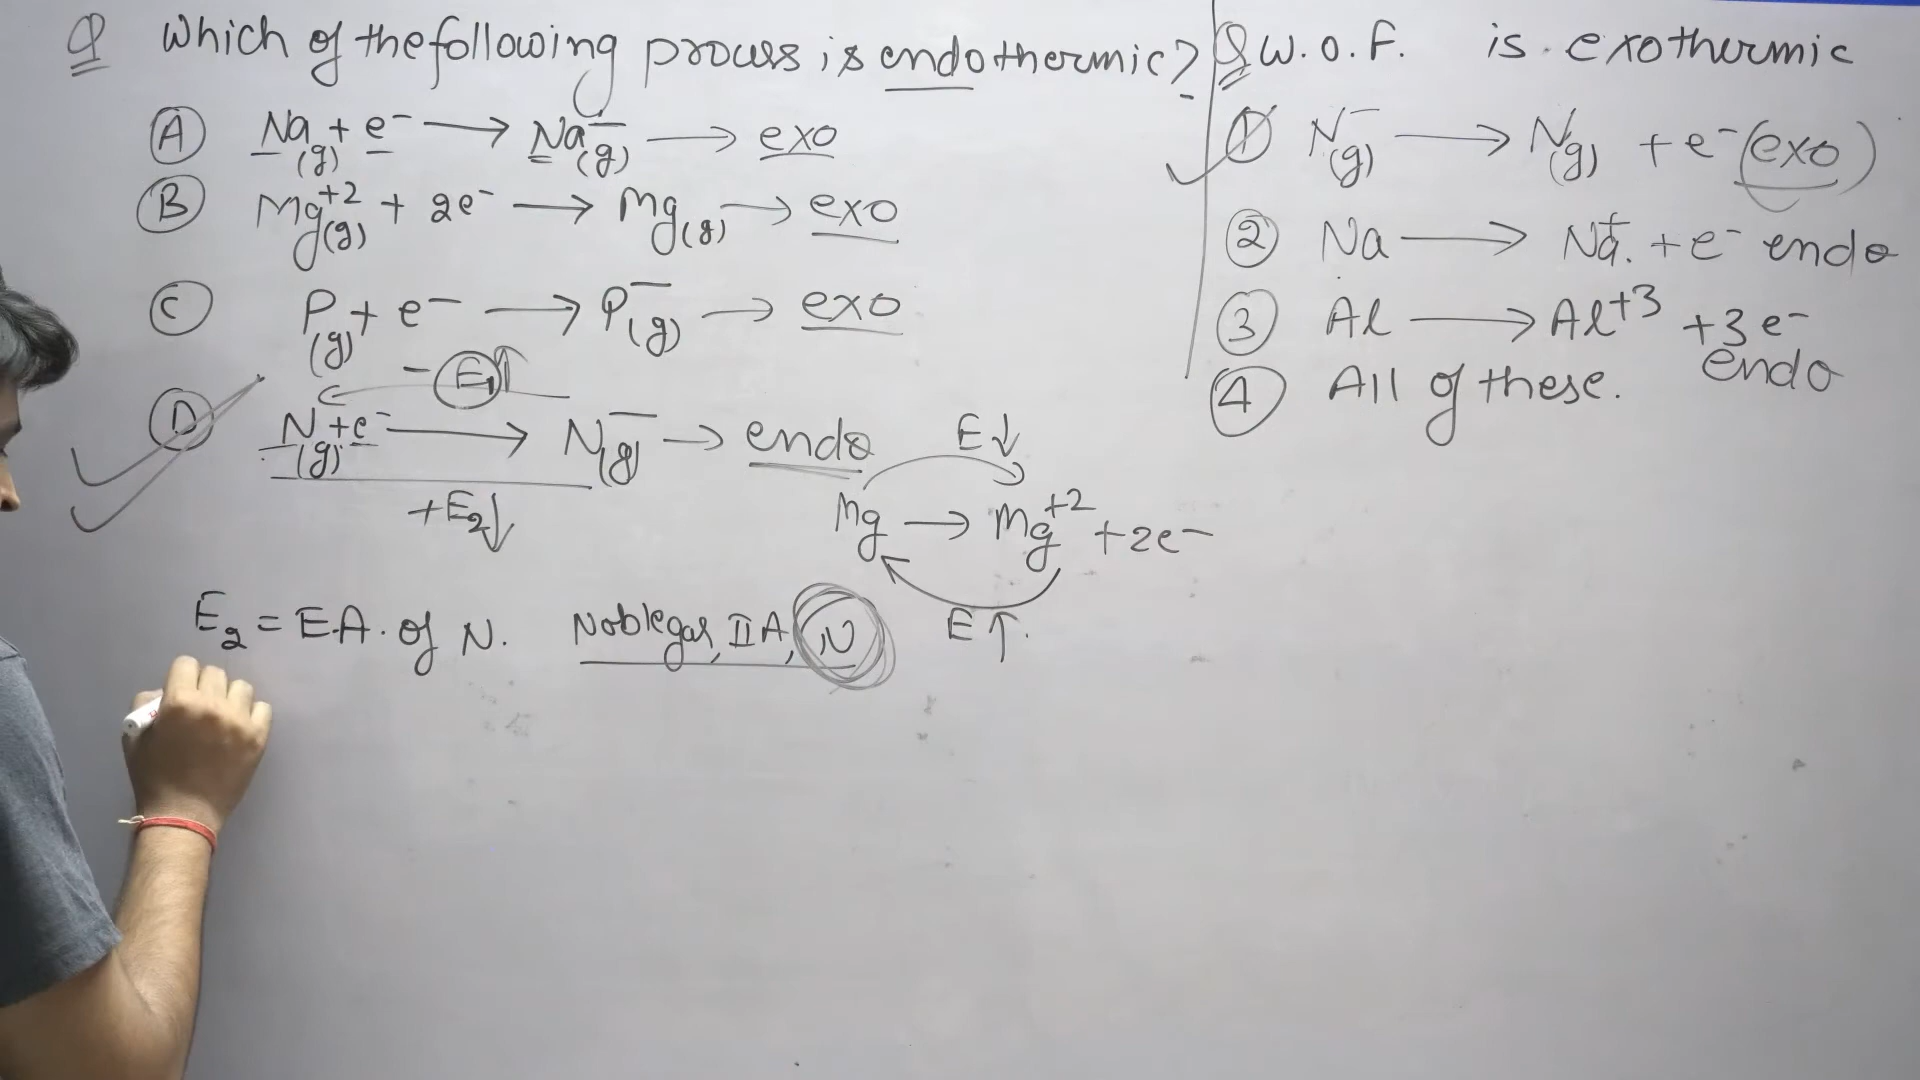 Q Which of the following process is endothermic?
A Na(g) + e⁻ → Na⁻(g) → exo
B Mg⁺²(g) + 2e⁻ → Mg(g) → exo
C P(g) + e⁻ → P⁻(g) → exo
- E₁↑
D N(g) + e⁻ → N⁻(g) → endo
+E₂↓
E↓
Mg → Mg⁺² + 2e⁻
E↑.
E₂ = E.A. of N. Noblegas, IIA, N
Q W.O.F. is exothermic
1 N⁻(g) → N(g) + e⁻ (exo)
2 Na → Na⁺. + e⁻ endo
3 Al → Al⁺³ + 3e⁻
endo
4 All of these.